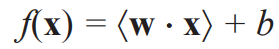 f(x) = ⟨w · x⟩ + b